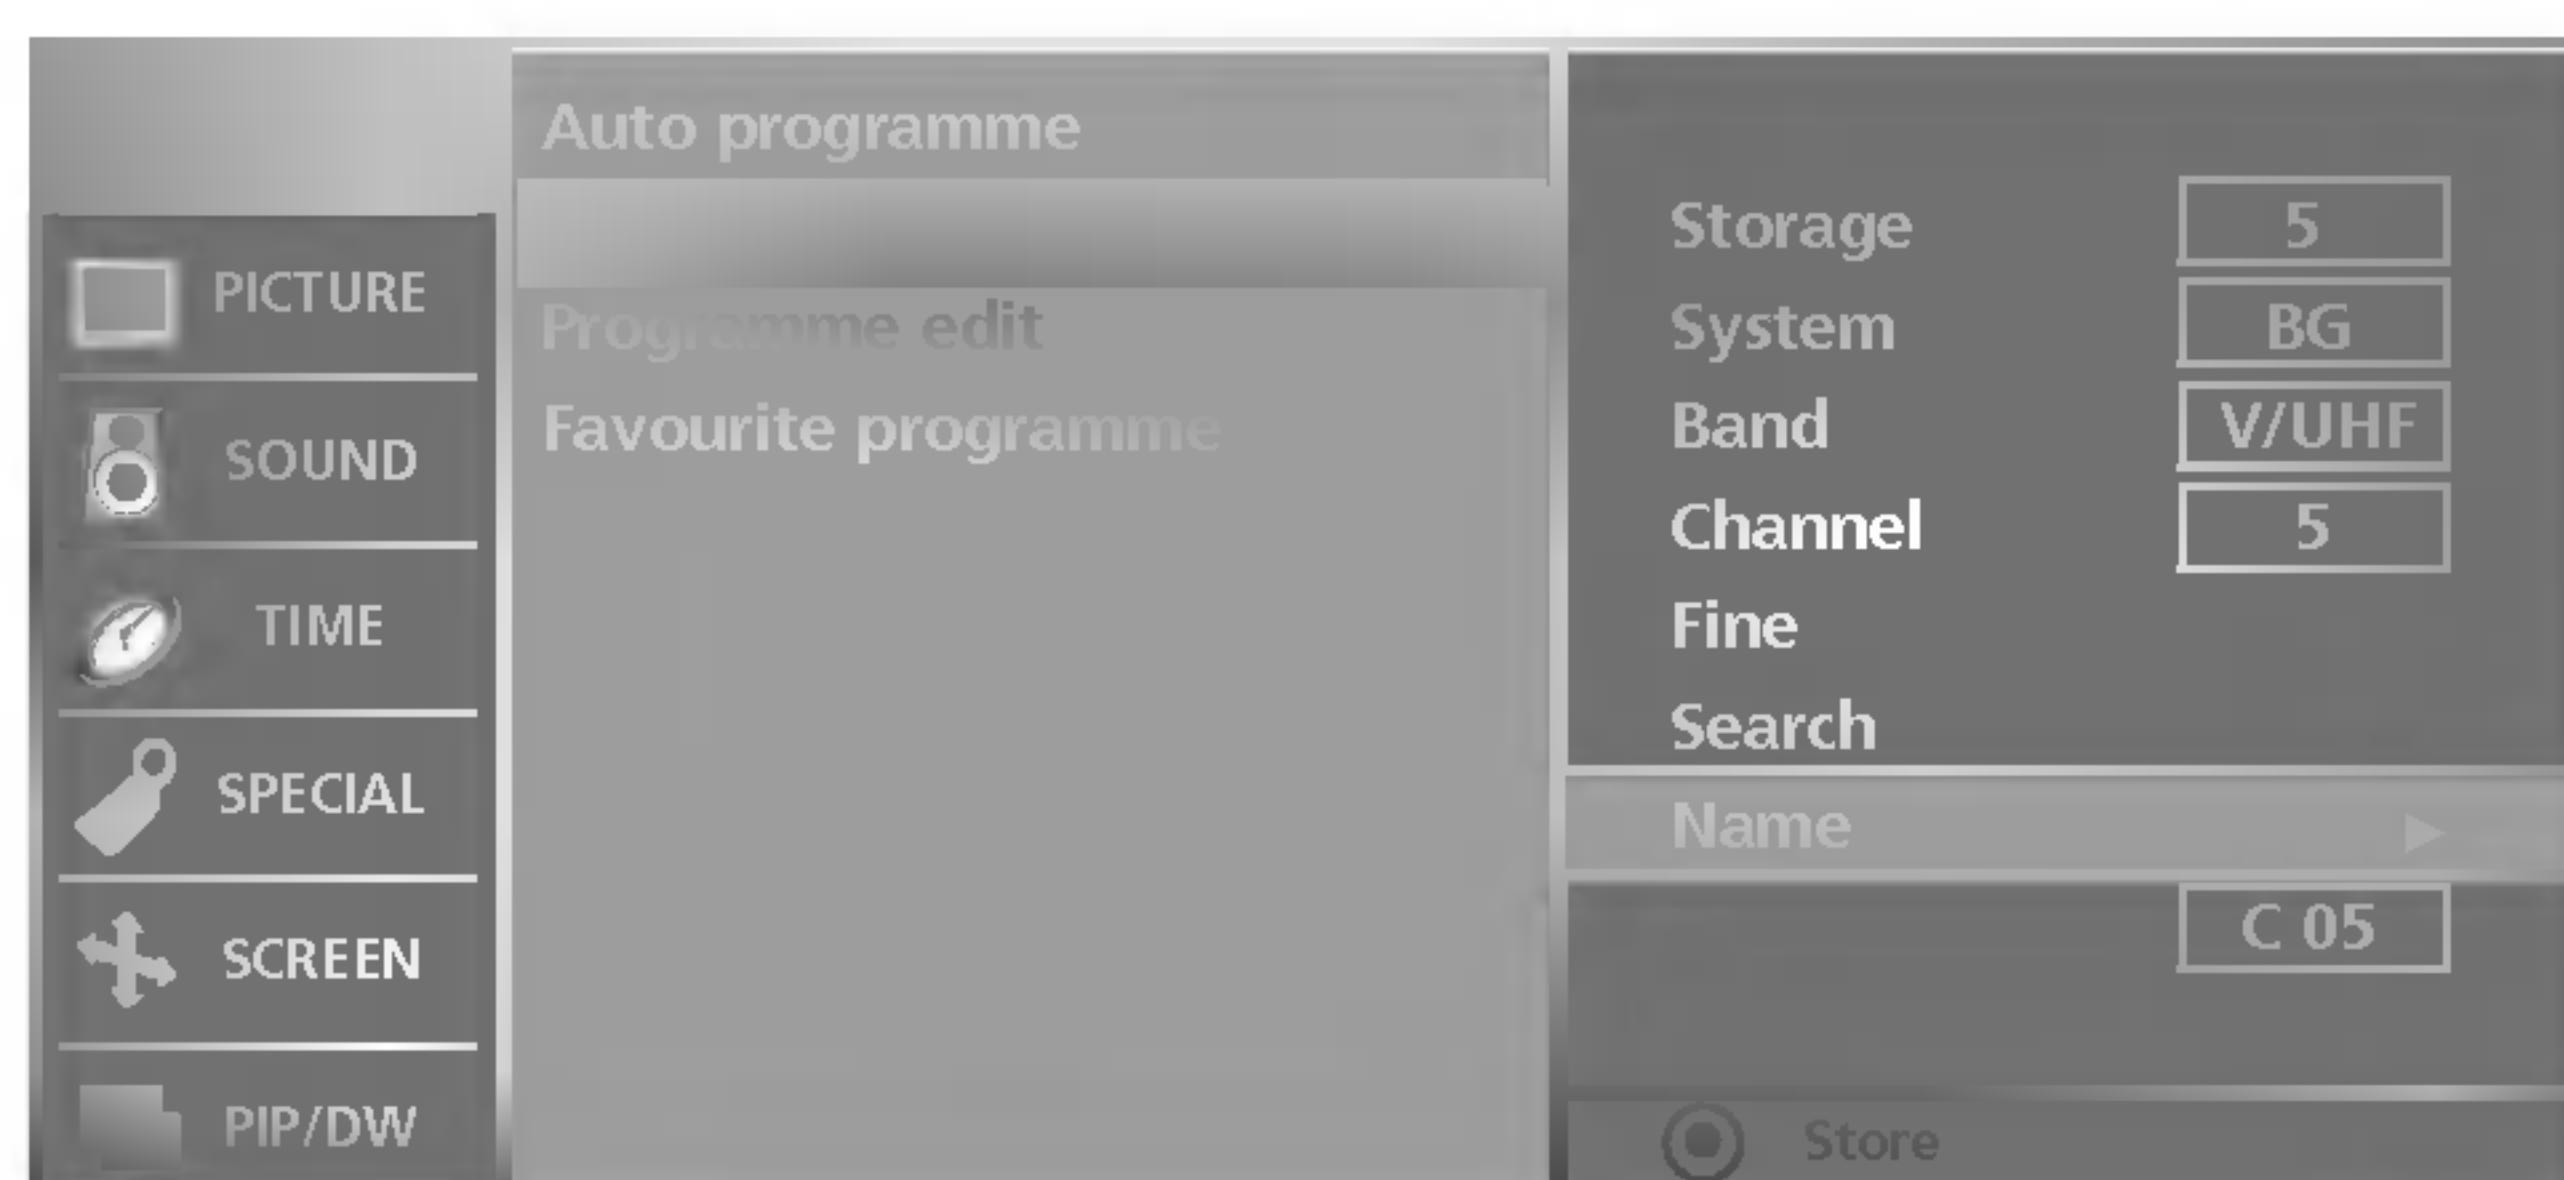 PICTURE
SOUND
TIME
SPECIAL
SCREEN
PIP/DW
Auto programme
Programme edit
Favourite programme
Storage 5
System BG
Band V/UHF
Channel 5
Fine
Search
Name ▶
C 05
Store